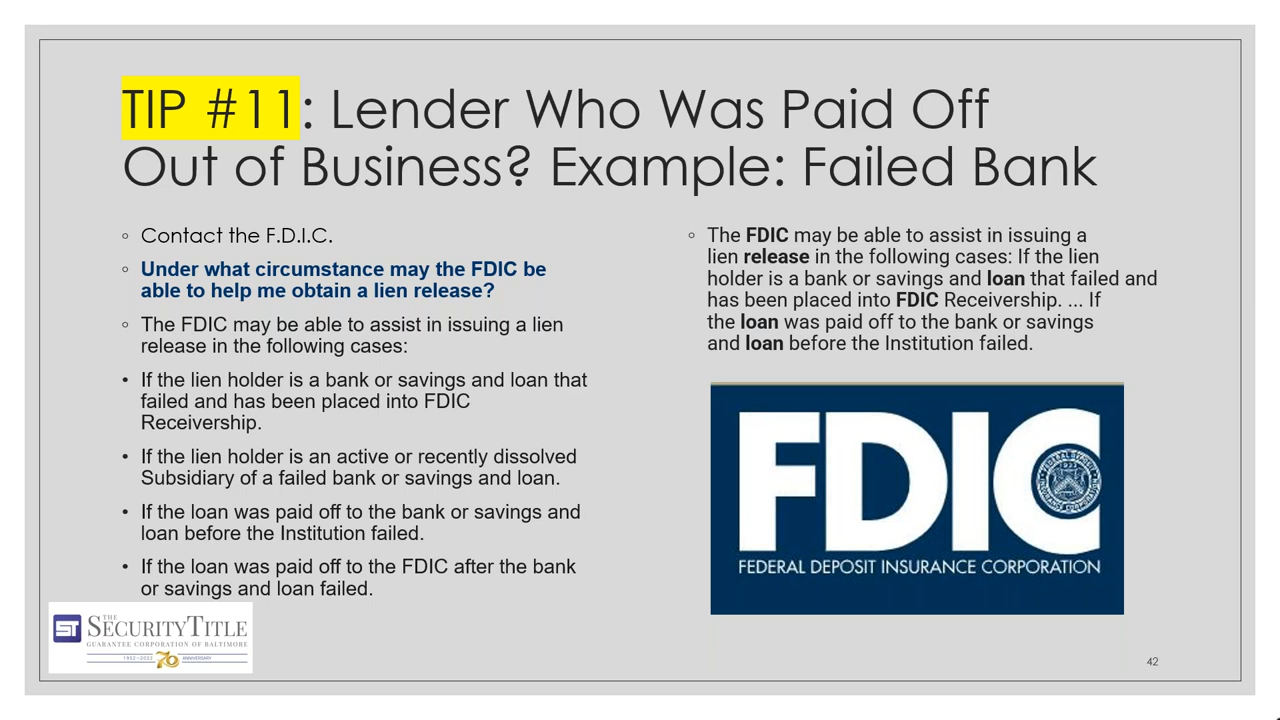 TIP #11: Lender Who Was Paid Off
Out of Business? Example: Failed Bank
◦ Contact the F.D.I.C.
◦ Under what circumstance may the FDIC be
able to help me obtain a lien release?
◦ The FDIC may be able to assist in issuing a lien
release in the following cases:
• If the lien holder is a bank or savings and loan that
failed and has been placed into FDIC
Receivership.
• If the lien holder is an active or recently dissolved
Subsidiary of a failed bank or savings and loan.
• If the loan was paid off to the bank or savings and
loan before the Institution failed.
• If the loan was paid off to the FDIC after the bank
or savings and loan failed.
◦ The FDIC may be able to assist in issuing a
lien release in the following cases: If the lien
holder is a bank or savings and loan that failed and
has been placed into FDIC Receivership. ... If
the loan was paid off to the bank or savings
and loan before the Institution failed.
FDIC
FEDERAL DEPOSIT INSURANCE CORPORATION
ST
THE
SECURITYTITLE
GUARANTEE CORPORATION OF BALTIMORE
1952–2022 70 ANNIVERSARY
42